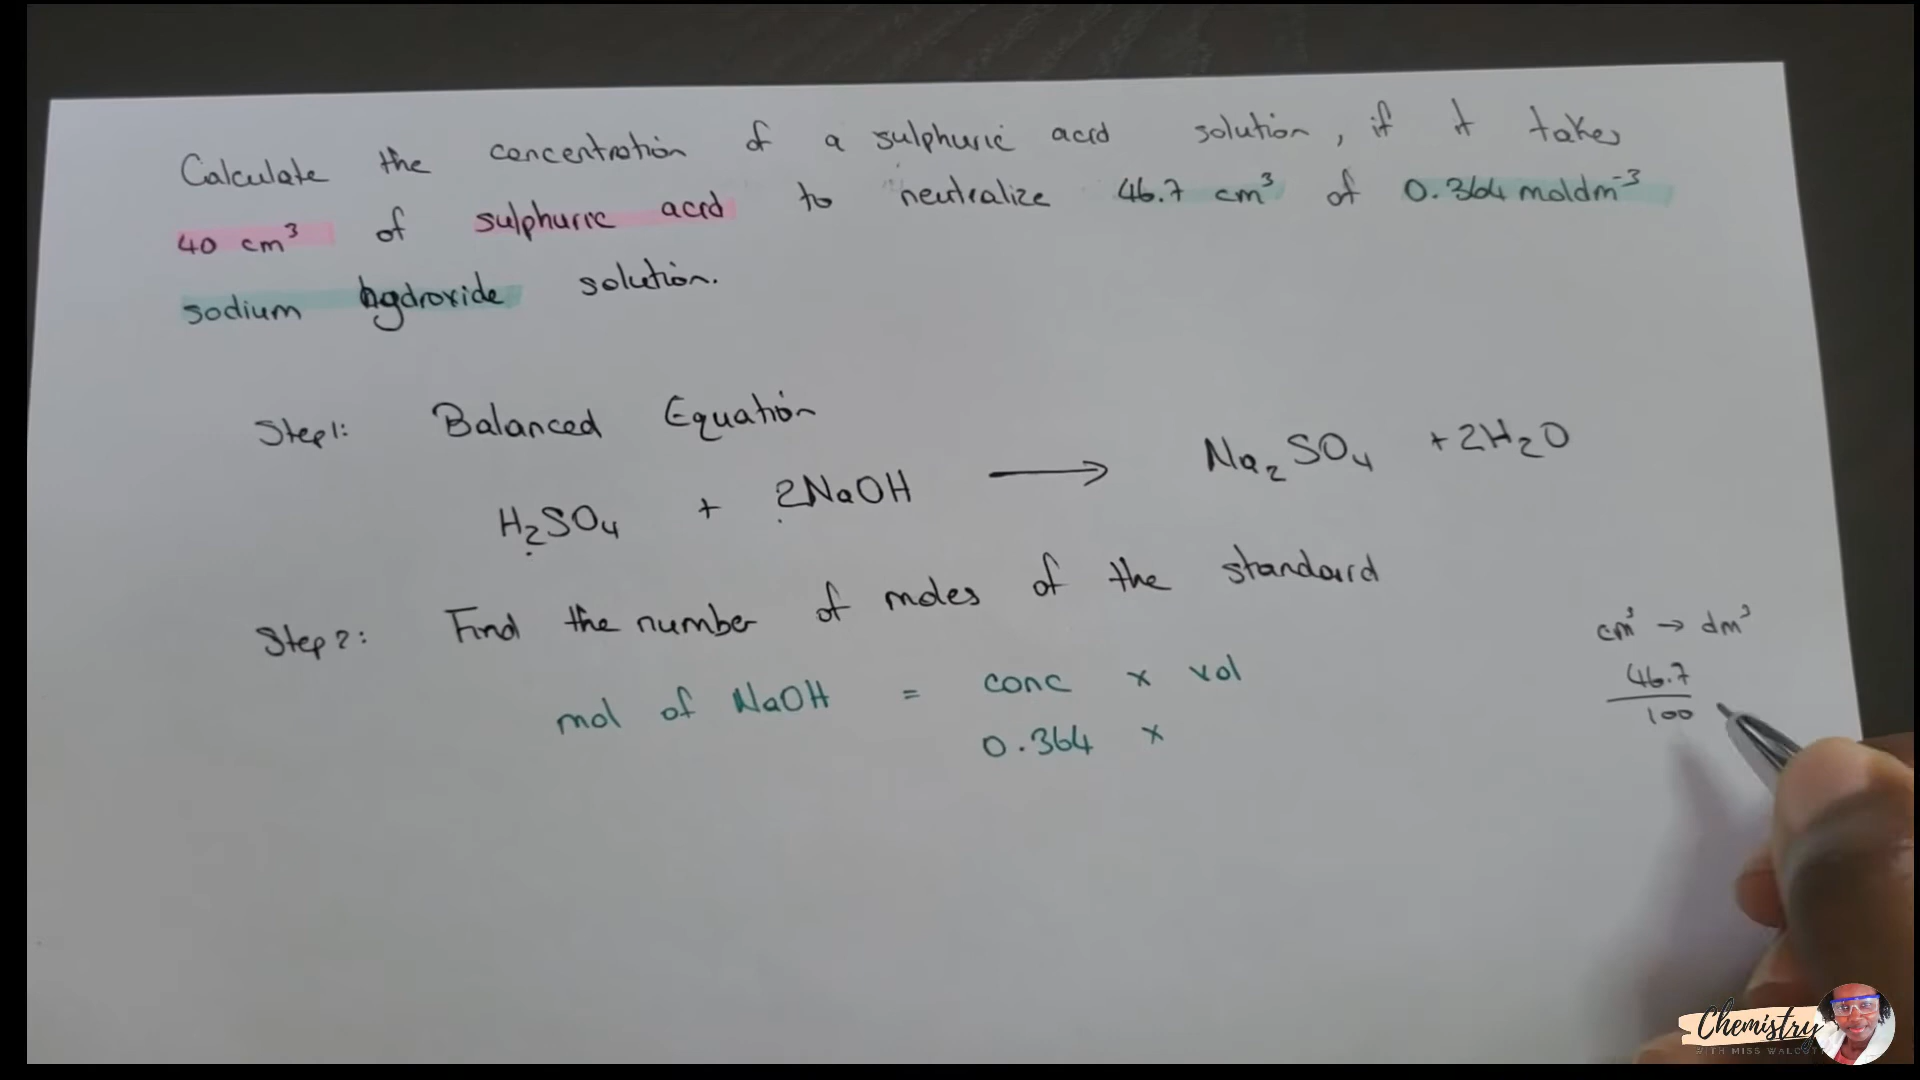 Calculate the concentration of a sulphuric acid solution, if it takes
40 cm³ of sulphuric acid to neutralize 46.7 cm³ of 0.364 moldm⁻³
sodium hydroxide solution.
Step 1: Balanced Equation
H₂SO₄ + 2NaOH → Na₂SO₄ + 2H₂O
Step 2: Find the number of moles of the standard
mol of NaOH = conc x vol
0.364 x
cm³ → dm³
46.7
100
Chemistry
WITH MISS WALCOTT